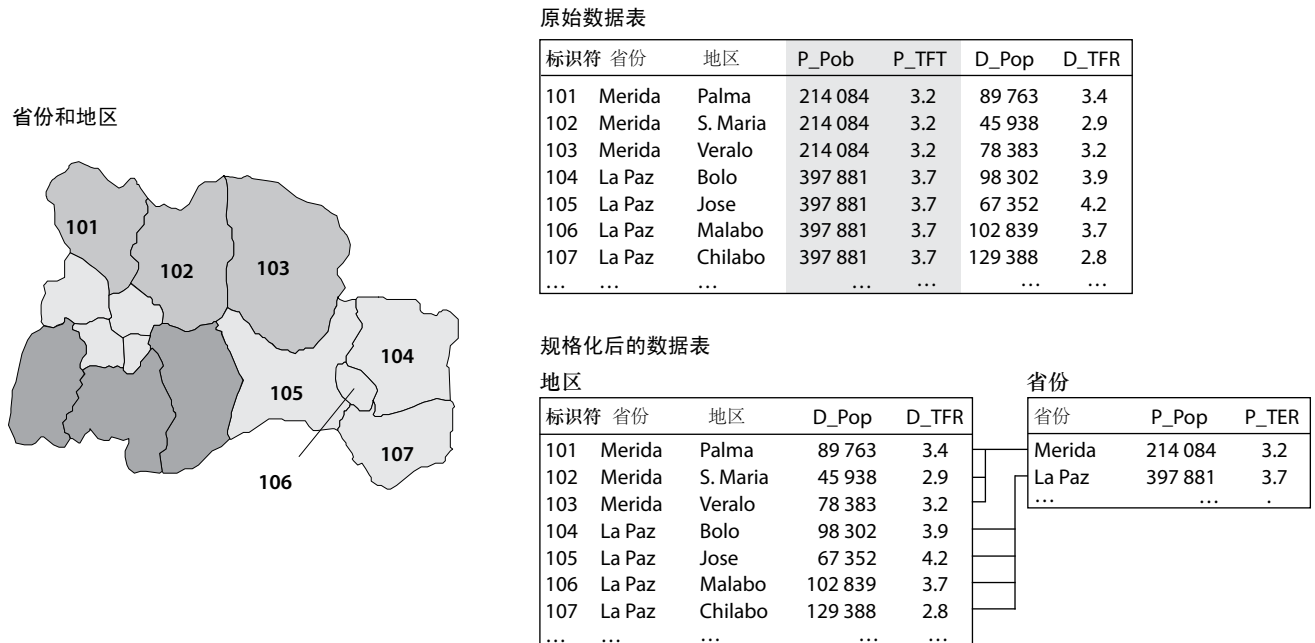 省份和地区
101
102
103
104
105
106
107
原始数据表
标识符 省份 地区 P_Pob P_TFT D_Pop D_TFR
101 Merida Palma 214 084 3.2 89 763 3.4
102 Merida S. Maria 214 084 3.2 45 938 2.9
103 Merida Veralo 214 084 3.2 78 383 3.2
104 La Paz Bolo 397 881 3.7 98 302 3.9
105 La Paz Jose 397 881 3.7 67 352 4.2
106 La Paz Malabo 397 881 3.7 102 839 3.7
107 La Paz Chilabo 397 881 3.7 129 388 2.8
… … … … … … …
规格化后的数据表
地区
标识符 省份 地区 D_Pop D_TFR
101 Merida Palma 89 763 3.4
102 Merida S. Maria 45 938 2.9
103 Merida Veralo 78 383 3.2
104 La Paz Bolo 98 302 3.9
105 La Paz Jose 67 352 4.2
106 La Paz Malabo 102 839 3.7
107 La Paz Chilabo 129 388 2.8
… … … … …
省份
省份 P_Pop P_TER
Merida 214 084 3.2
La Paz 397 881 3.7
… … .